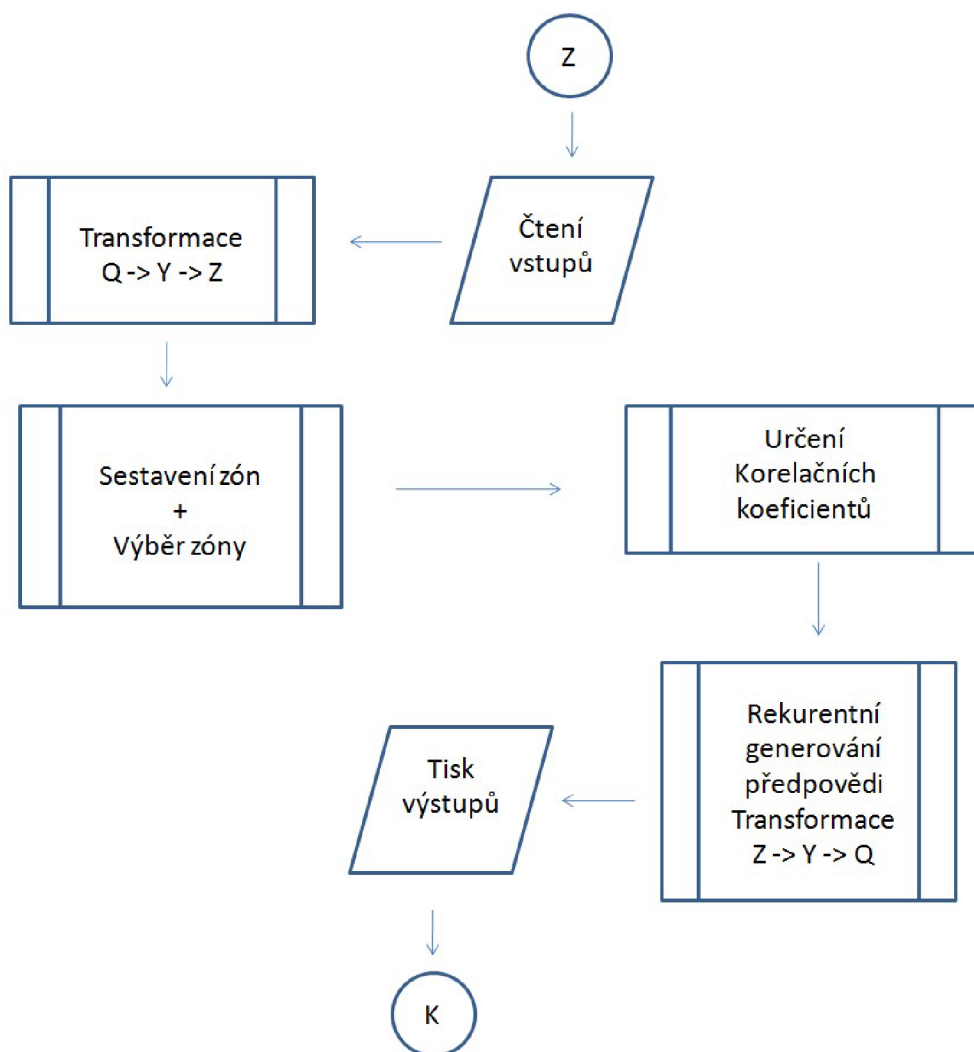 Z
Čtení
vstupů
Transformace
Q -> Y -> Z
Sestavení zón
+
Výběr zóny
Určení
Korelačních
koeficientů
Rekurentní
generování
předpovědi
Transformace
Z -> Y -> Q
Tisk
výstupů
K